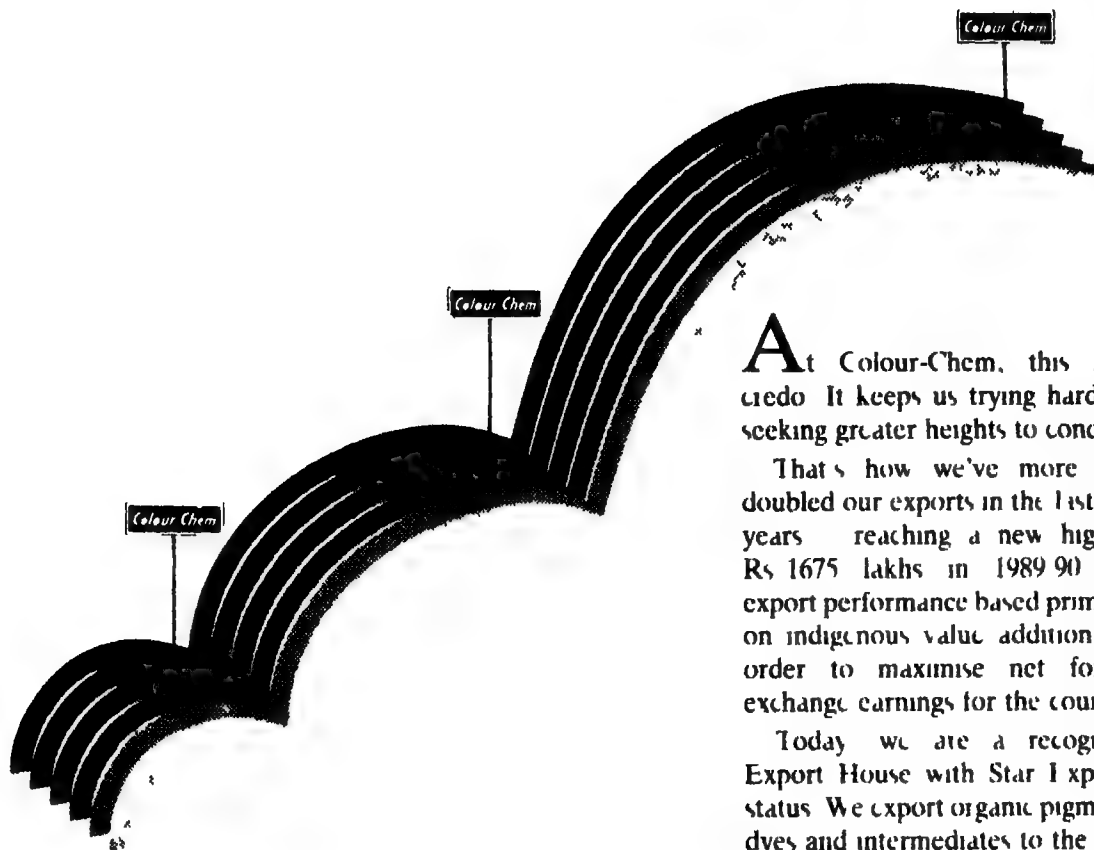 Colour Chem
Colour Chem
Colour Chem
At Colour-Chem, this
credo It keeps us trying hard
seeking greater heights to conc
That s how we've more
doubled our exports in the last
years reaching a new hig
Rs 1675 lakhs in 1989 90
export performance based prim
on indigenous value addition
order to maximise net fo
exchange earnings for the cour
Today we are a recogr
Export House with Star Exp
status We export organic pigm
dyes and intermediates to the